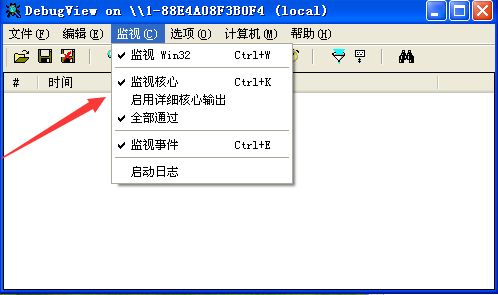 DebugView on \\1-88E4A08F3B0F4 (local)
文件(F) 编辑(E) 监视(C) 选项(O) 计算机(M) 帮助(H)
# 时间
监视 Win32 Ctrl+W
监视核心 Ctrl+K
启用详细核心输出
全部通过
监视事件 Ctrl+E
启动日志